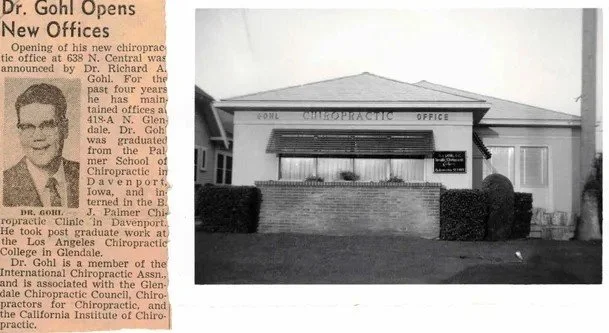 Dr. Gohl Opens
New Offices
Opening of his new chiroprac
tic office at 638 N. Central was
announced by Dr. Richard A.
Gohl. For the
past four years
he has main
tained offices a
418-A N. Glen
dale. Dr. Goh
was graduated
from the Pal
mer School of
Chiropractic in
Davenport,
Iowa, and in-
terned in the B.
DR. GOHL
J. Palmer Chi-
ropractic Clinic in Davenport.
He took post graduate work at
the Los Angeles Chiropractic
College in Glendale.
Dr. Gohl is a member of the
International Chiropractic Assn.,
and is associated with the Glen-
dale Chiropractic Council, Chiro-
practors for Chiropractic, and
the California Institute of Chiro-
practic.
GOHL CHIROPRACTIC OFFICE